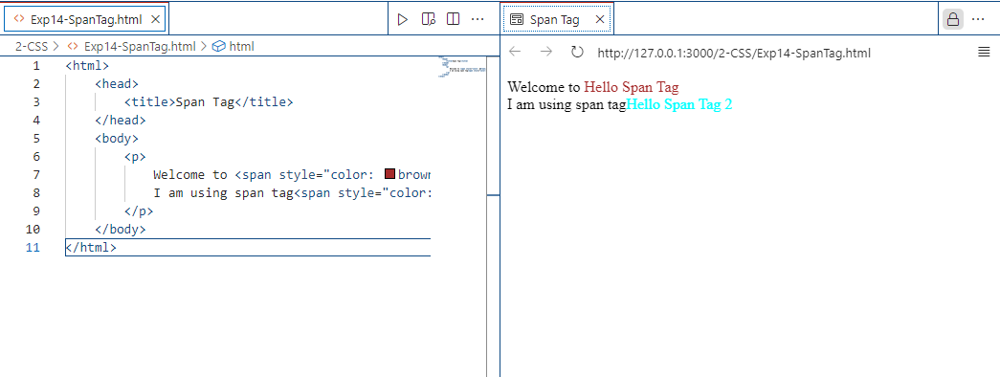 Exp14-SpanTag.html
2-CSS > Exp14-SpanTag.html > html
1 <html>
2 <head>
3 <title>Span Tag</title>
4 </head>
5 <body>
6 <p>
7 Welcome to <span style="color: brown
8 I am using span tag<span style="color:
9 </p>
10 </body>
11 </html>
Span Tag
http://127.0.0.1:3000/2-CSS/Exp14-SpanTag.html
Welcome to Hello Span Tag
I am using span tagHello Span Tag 2